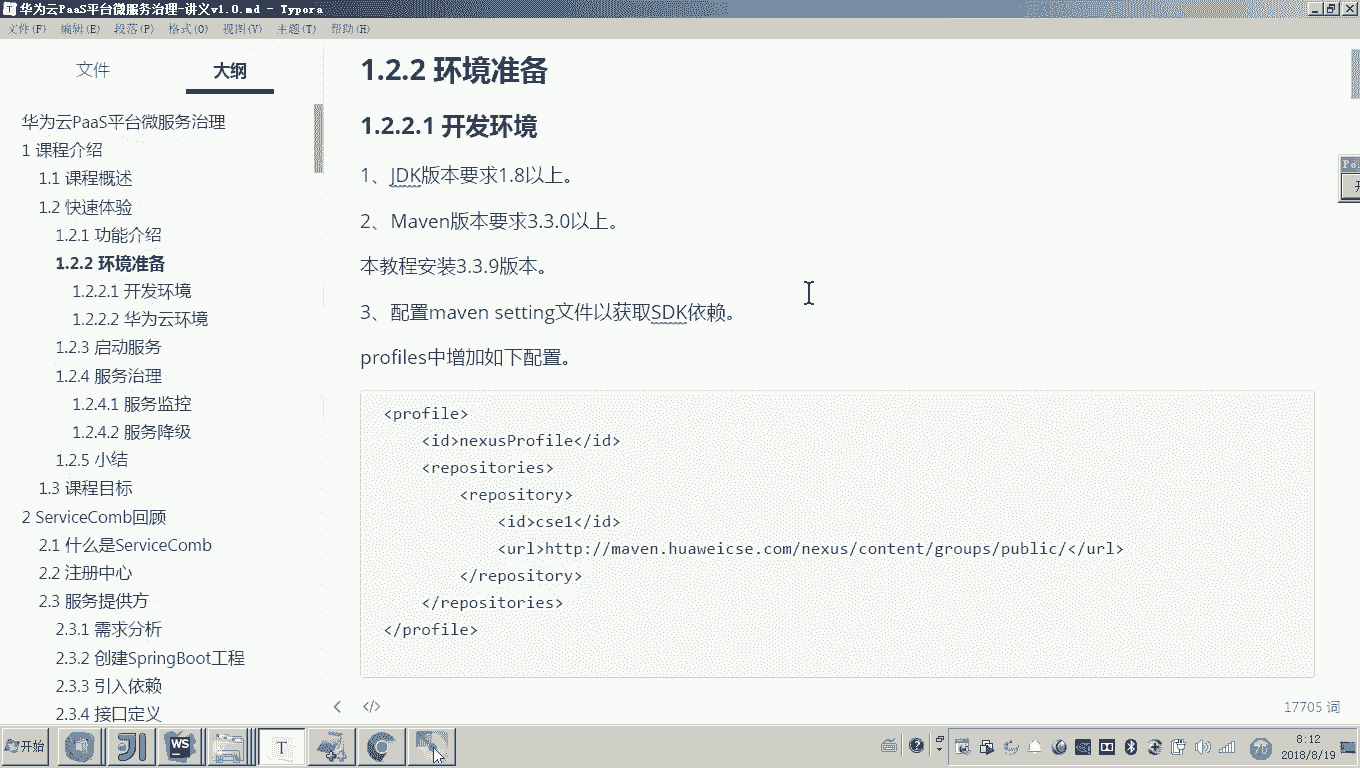 华为云PaaS平台微服务治理-讲义v1.0.md - Typora
文件(F) 编辑(E) 段落(P) 格式(O) 视图(V) 主题(T) 帮助(H)
文件 大纲
华为云PaaS平台微服务治理
1 课程介绍
1.1 课程概述
1.2 快速体验
1.2.1 功能介绍
1.2.2 环境准备
1.2.2.1 开发环境
1.2.2.2 华为云环境
1.2.3 启动服务
1.2.4 服务治理
1.2.4.1 服务监控
1.2.4.2 服务降级
1.2.5 小结
1.3 课程目标
2 ServiceComb回顾
2.1 什么是ServiceComb
2.2 注册中心
2.3 服务提供方
2.3.1 需求分析
2.3.2 创建SpringBoot工程
2.3.3 引入依赖
2.3.4 接口定义
1.2.2 环境准备
1.2.2.1 开发环境
1、JDK版本要求1.8以上。
2、Maven版本要求3.3.0以上。
本教程安装3.3.9版本。
3、配置maven setting文件以获取SDK依赖。
profiles中增加如下配置。
<profile>
<id>nexusProfile</id>
<repositories>
<repository>
<id>cse1</id>
<url>http://maven.huaweicse.com/nexus/content/groups/public/</url>
</repository>
</repositories>
</profile>
17705 词
开始
WS
T
70
8:12
2018/8/19